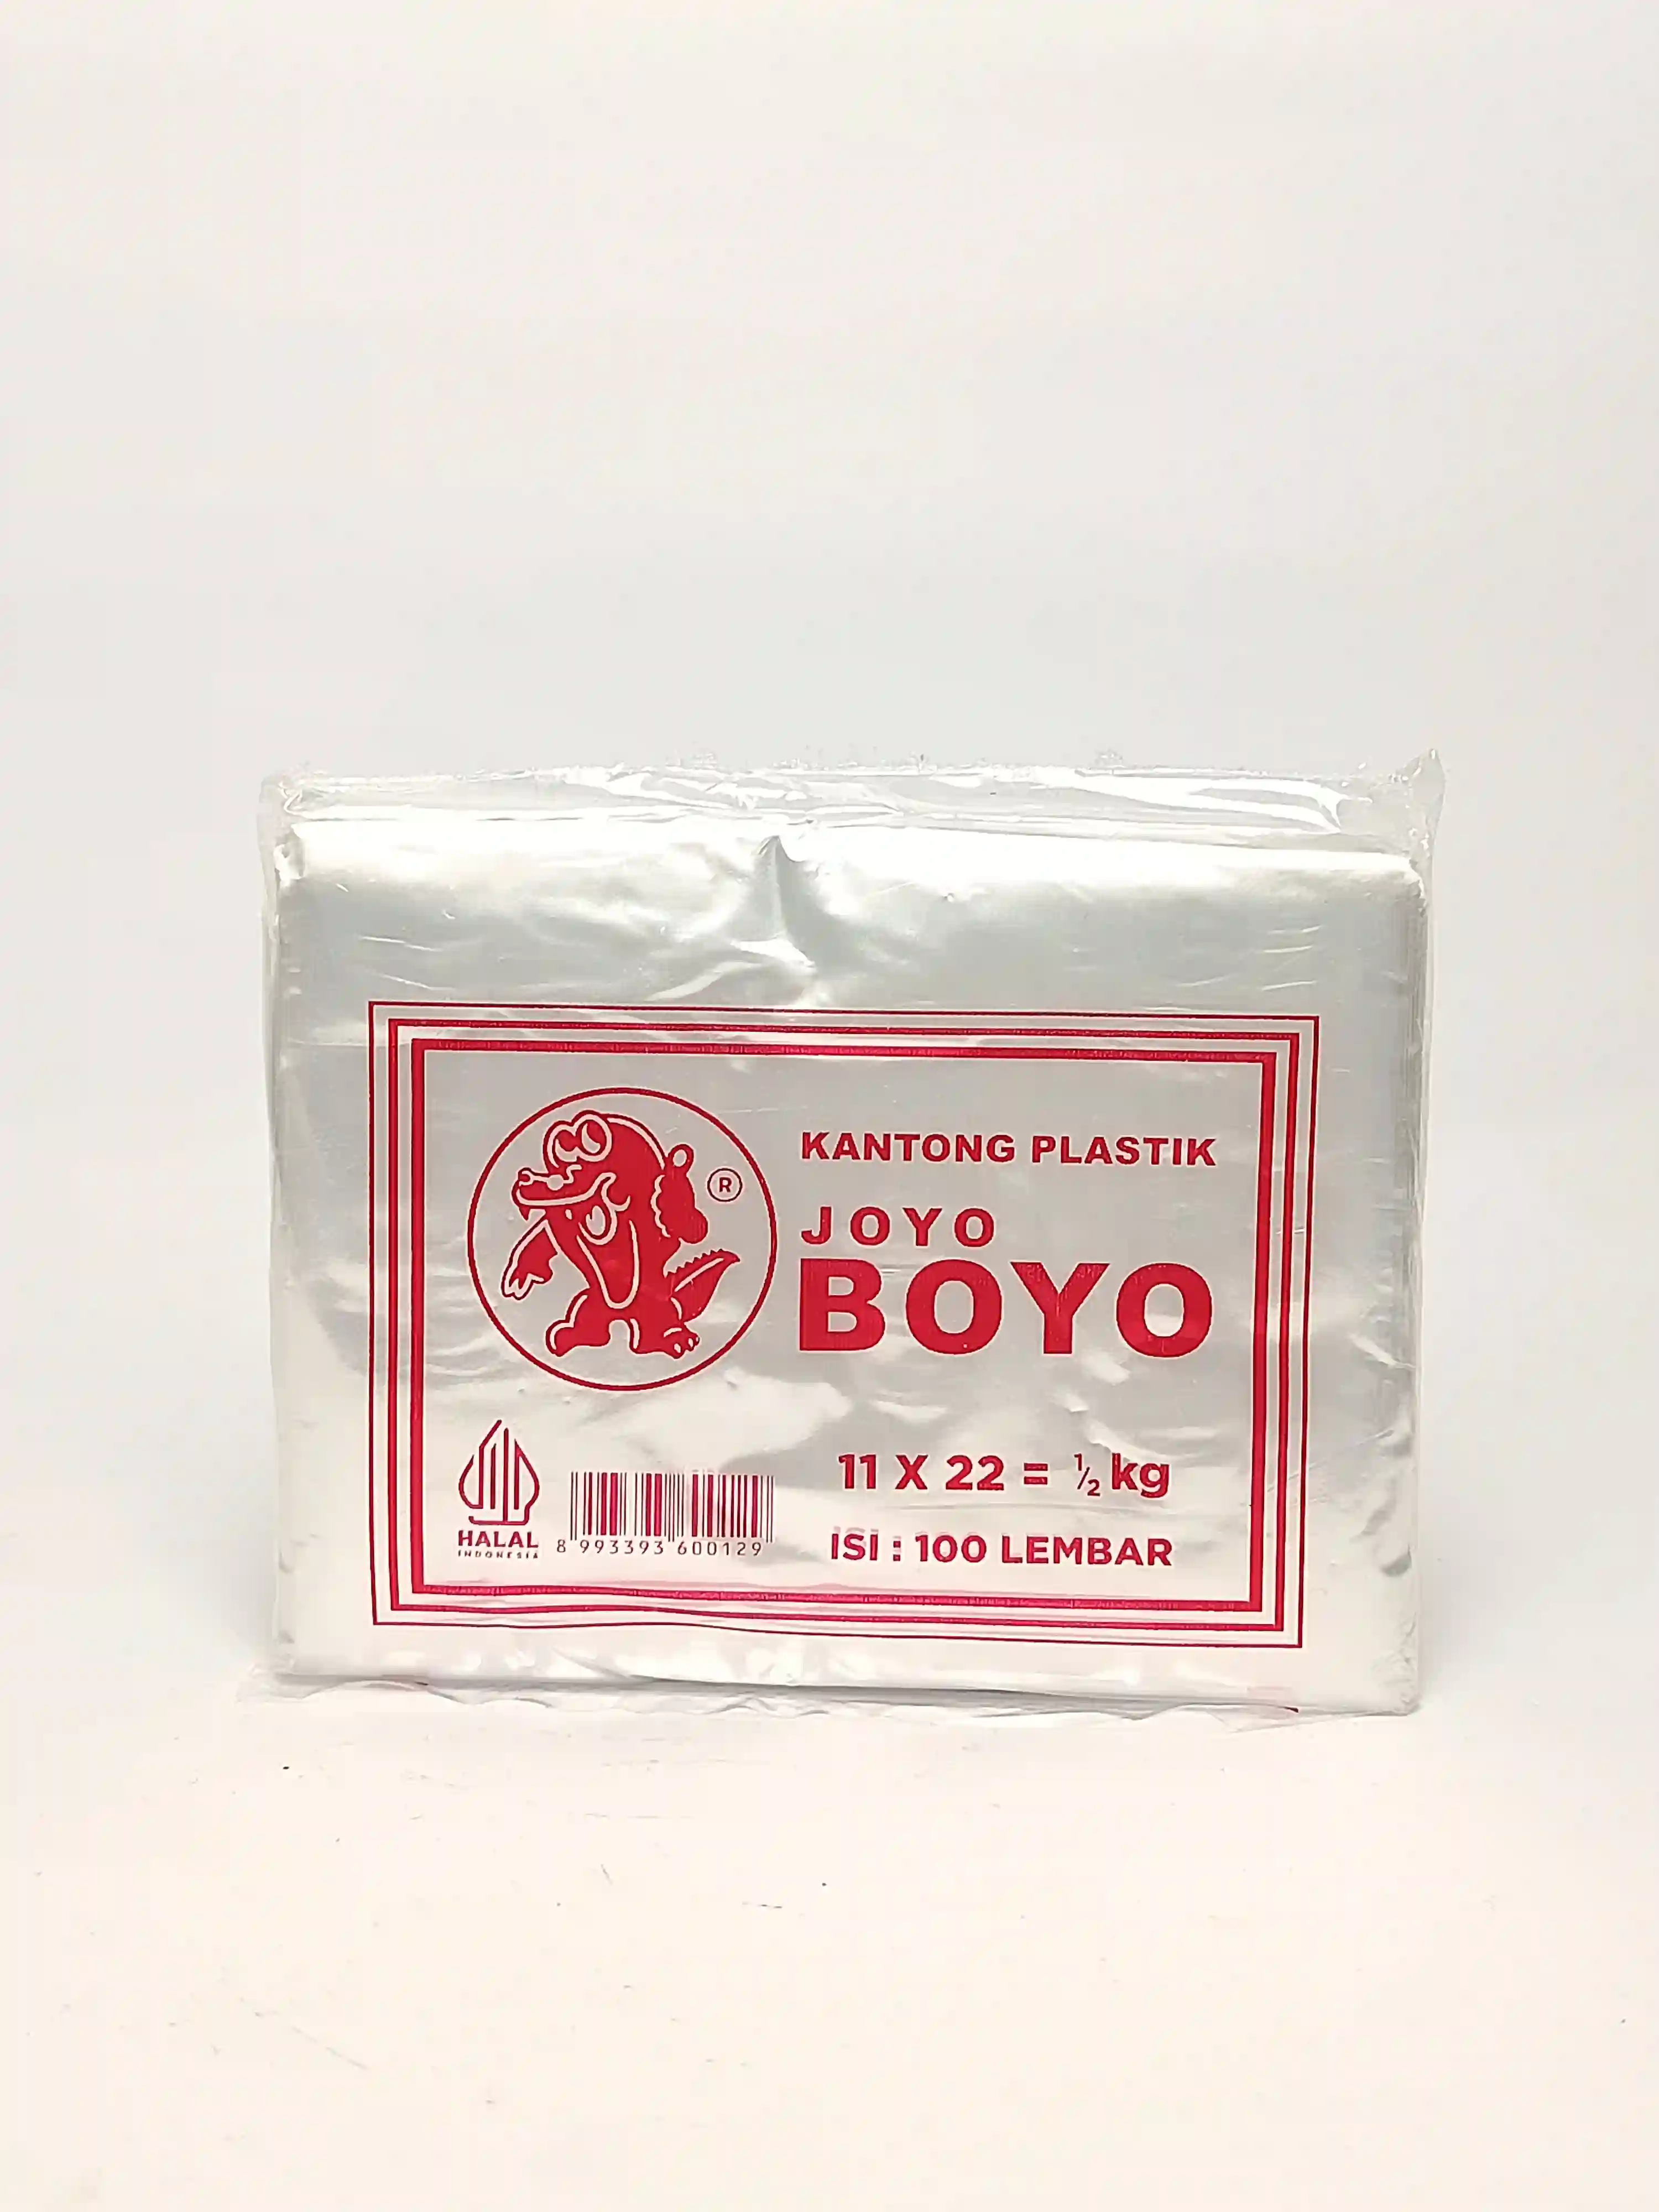 KANTONG PLASTIK
®
JOYO
BOYO
11 X 22 = ½ kg
ISI : 100 LEMBAR
HALAL
INDONESIA
8 993393 600129